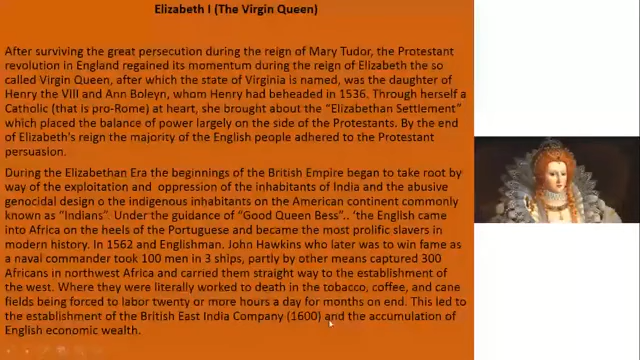 Elizabeth I (The Virgin Queen)
After surviving the great persecution during the reign of Mary Tudor, the Protestant
revolution in England regained its momentum during the reign of Elizabeth the so
called Virgin Queen, after which the state of Virginia is named, was the daughter of
Henry the VIII and Ann Boleyn, whom Henry had beheaded in 1536. Through herself a
Catholic (that is pro-Rome) at heart, she brought about the "Elizabethan Settlement"
which placed the balance of power largely on the side of the Protestants. By the end
of Elizabeth's reign the majority of the English people adhered to the Protestant
persuasion.
During the Elizabethan Era the beginnings of the British Empire began to take root by
way of the exploitation and oppression of the inhabitants of India and the abusive
genocidal design o the indigenous inhabitants on the American continent commonly
known as "Indians". Under the guidance of "Good Queen Bess".. 'the English came
into Africa on the heels of the Portuguese and became the most prolific slavers in
modern history. In 1562 and Englishman. John Hawkins who later was to win fame as
a naval commander took 100 men in 3 ships, partly by other means captured 300
Africans in northwest Africa and carried them straight way to the establishment of
the west. Where they were literally worked to death in the tobacco, coffee, and cane
fields being forced to labor twenty or more hours a day for months on end. This led to
the establishment of the British East India Company (1600) and the accumulation of
English economic wealth.